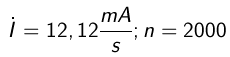 İ = 12,12 mA/s; n = 2000